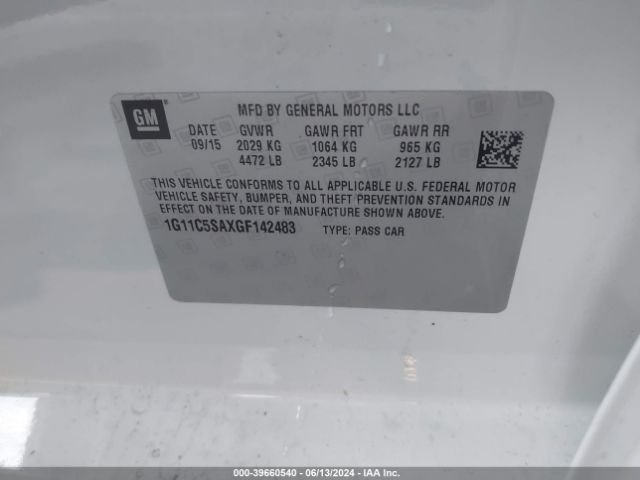 GM
MFD BY GENERAL MOTORS LLC
DATE GVWR GAWR FRT GAWR RR
09/15 2029 KG 1064 KG 965 KG
4472 LB 2345 LB 2127 LB
THIS VEHICLE CONFORMS TO ALL APPLICABLE U.S. FEDERAL MOTOR
VEHICLE SAFETY, BUMPER, AND THEFT PREVENTION STANDARDS IN
EFFECT ON THE DATE OF MANUFACTURE SHOWN ABOVE.
1G11C5SAXGF142483 TYPE: PASS CAR
000-39660540 - 06/13/2024 - IAA Inc.